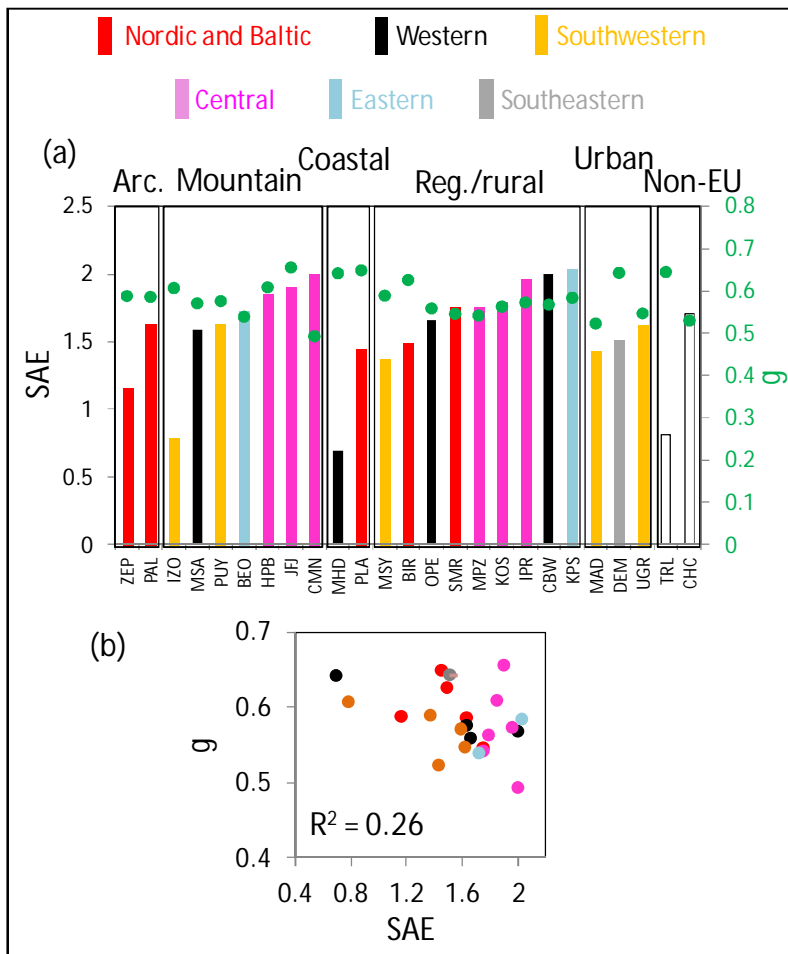 Nordic and Baltic Western Southwestern
Central Eastern Southeastern
(a)
Arc. Mountain Coastal Reg./rural Urban Non-EU
2.5
2
1.5
1
0.5
0
SAE
0.8
0.7
0.6
0.5
0.4
0.3
0.2
0.1
0
g
ZEP PAL IZO MSA PUY BEO HPB JFJ CMN MHD PLA MSY BIR OPE SMR MPZ KOS IPR CBW KPS MAD DEM UGR TRL CHC
(b)
0.7
0.6
0.5
0.4
g
R² = 0.26
0.4 0.8 1.2 1.6 2
SAE